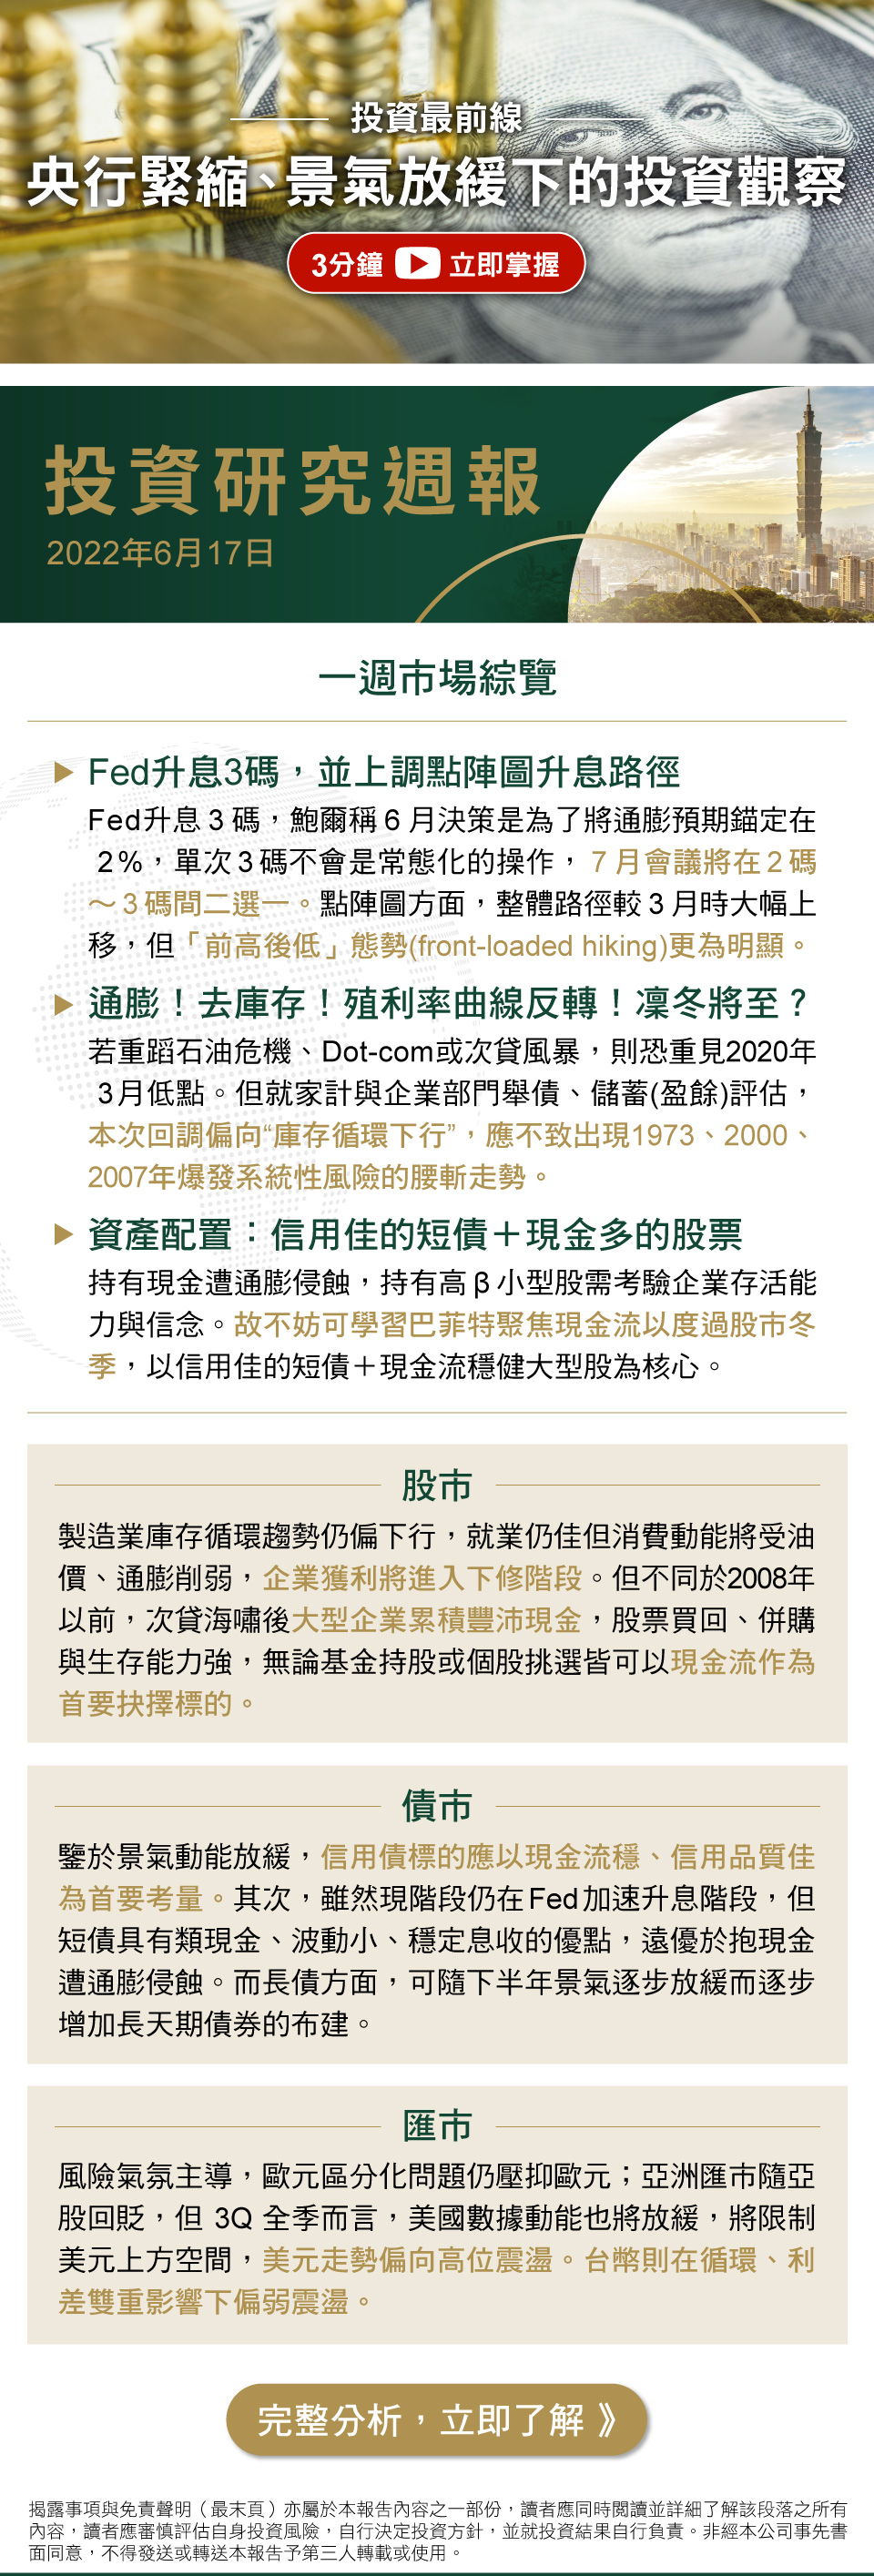 投資最前線
央行緊縮、景氣放緩下的投資觀察
3分鐘 立即掌握
投資研究週報
2022年6月17日
一週市場綜覽
Fed升息3碼，並上調點陣圖升息路徑
Fed升息3碼，鮑爾稱6月決策是為了將通膨預期錨定在
2%，單次3碼不會是常態化的操作，7月會議將在2碼
～3碼間二選一。點陣圖方面，整體路徑較3月時大幅上
移，但「前高後低」態勢(front-loaded hiking)更為明顯。
通膨！去庫存！殖利率曲線反轉！凜冬將至？
若重蹈石油危機、Dot-com或次貸風暴，則恐重見2020年
3月低點。但就家計與企業部門舉債、儲蓄(盈餘)評估，
本次回調偏向“庫存循環下行”，應不致出現1973、2000、
2007年爆發系統性風險的腰斬走勢。
資產配置：信用佳的短債＋現金多的股票
持有現金遭通膨侵蝕，持有高β小型股需考驗企業存活能
力與信念。故不妨可學習巴菲特聚焦現金流以度過股市冬
季，以信用佳的短債＋現金流穩健大型股為核心。
股市
製造業庫存循環趨勢仍偏下行，就業仍佳但消費動能將受油
價、通膨削弱，企業獲利將進入下修階段。但不同於2008年
以前，次貸海嘯後大型企業累積豐沛現金，股票買回、併購
與生存能力強，無論基金持股或個股挑選皆可以現金流作為
首要抉擇標的。
債市
鑒於景氣動能放緩，信用債標的應以現金流穩、信用品質佳
為首要考量。其次，雖然現階段仍在Fed加速升息階段，但
短債具有類現金、波動小、穩定息收的優點，遠優於抱現金
遭通膨侵蝕。而長債方面，可隨下半年景氣逐步放緩而逐步
增加長天期債券的布建。
匯市
風險氣氛主導，歐元區分化問題仍壓抑歐元；亞洲匯市隨亞
股回貶，但 3Q 全季而言，美國數據動能也將放緩，將限制
美元上方空間，美元走勢偏向高位震盪。台幣則在循環、利
差雙重影響下偏弱震盪。
完整分析，立即了解 》
揭露事項與免責聲明（最末頁）亦屬於本報告內容之一部份，讀者應同時閱讀並詳細了解該段落之所有
內容，讀者應審慎評估自身投資風險，自行決定投資方針，並就投資結果自行負責。非經本公司事先書
面同意，不得發送或轉送本報告予第三人轉載或使用。